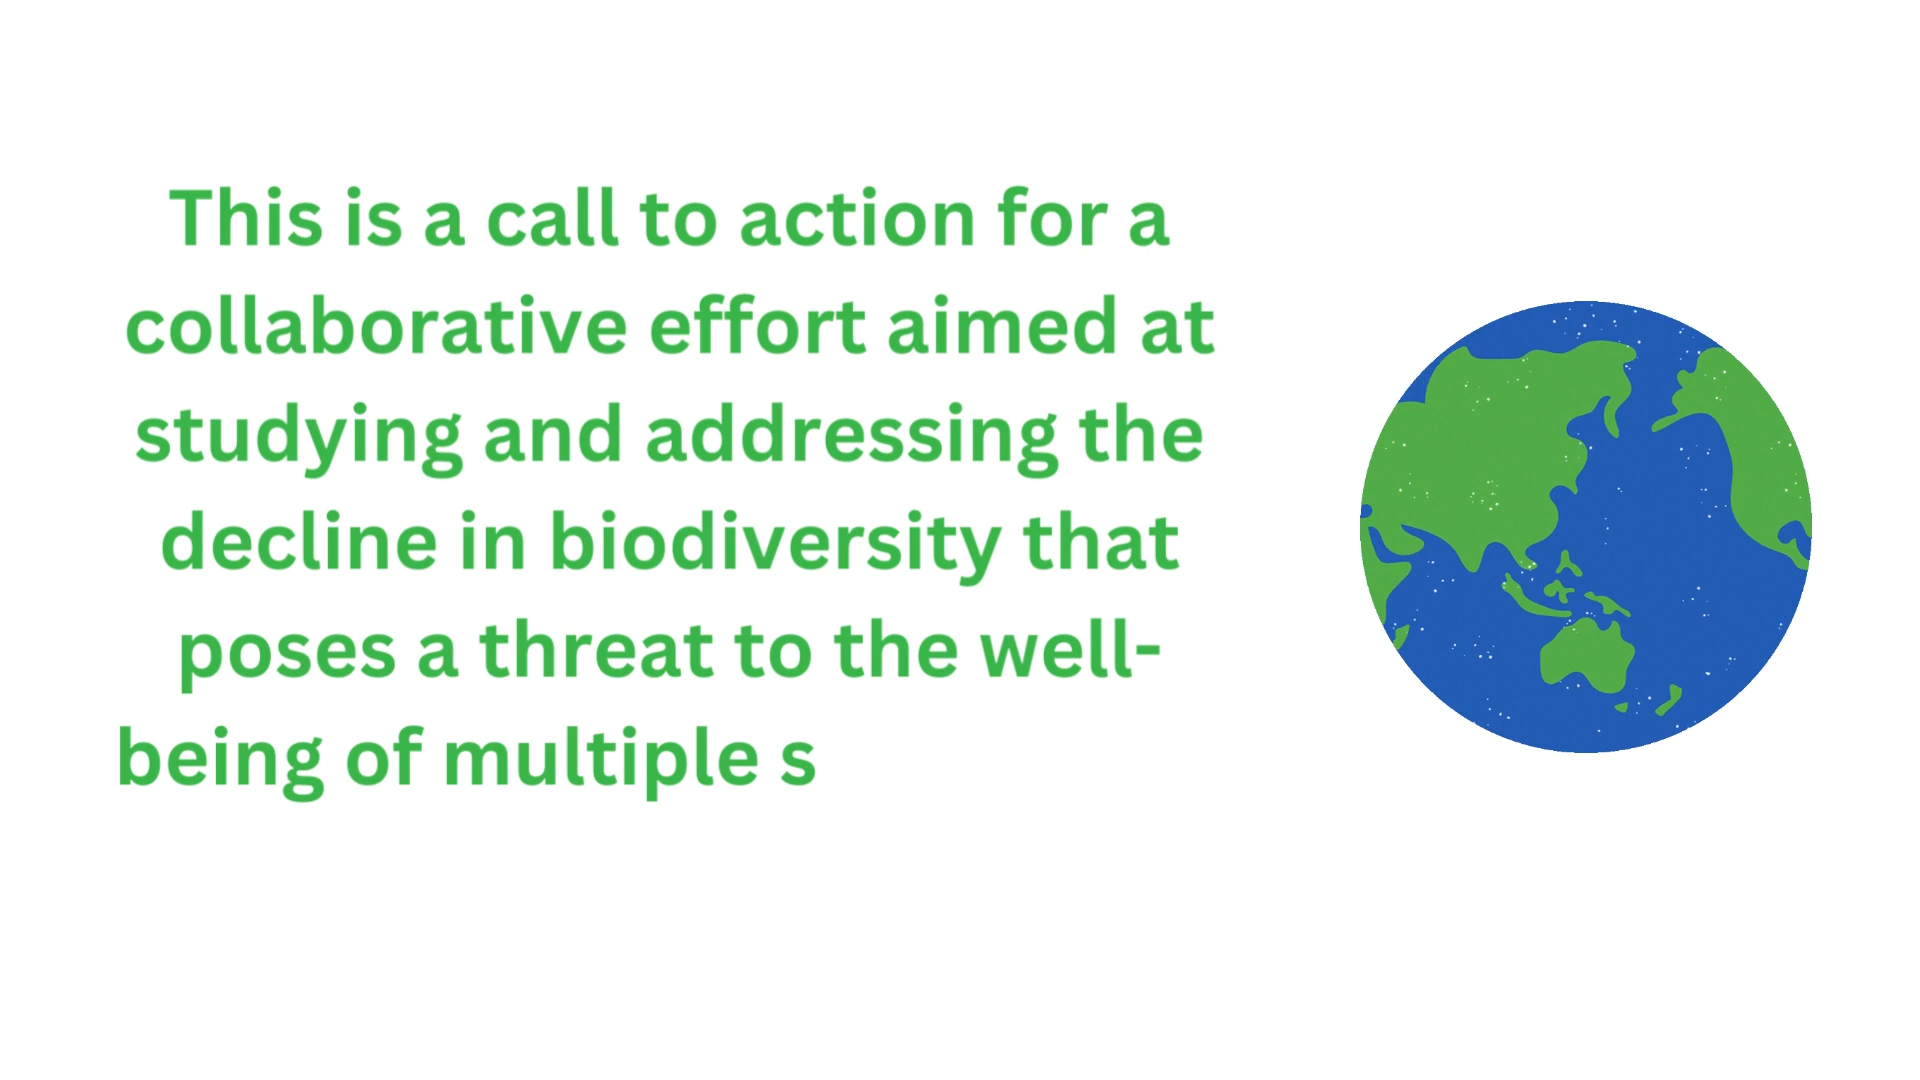 This is a call to action for a
collaborative effort aimed at
studying and addressing the
decline in biodiversity that
poses a threat to the well-
being of multiple s